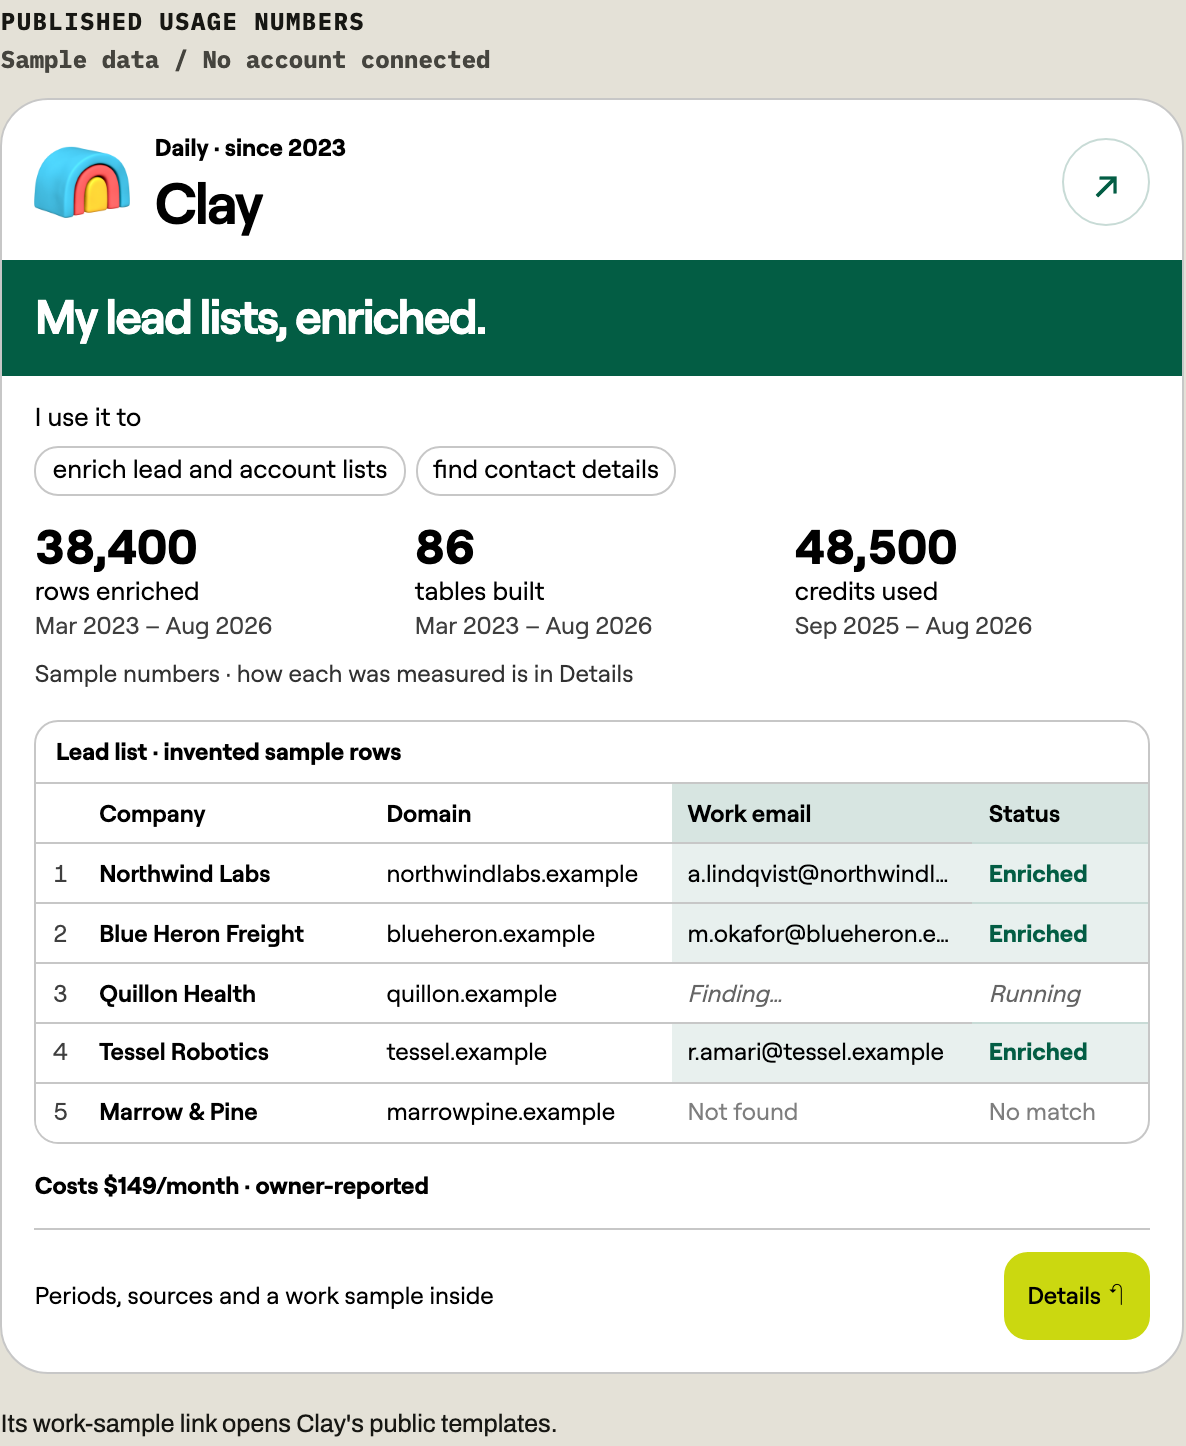 PUBLISHED USAGE NUMBERS
Sample data / No account connected
Daily · since 2023
Clay
My lead lists, enriched.
I use it to
enrich lead and account lists find contact details
38,400 86 48,500
rows enriched tables built credits used
Mar 2023 – Aug 2026 Mar 2023 – Aug 2026 Sep 2025 – Aug 2026
Sample numbers · how each was measured is in Details
Lead list · invented sample rows
Company Domain Work email Status
1 Northwind Labs northwindlabs.example a.lindqvist@northwindl... Enriched
2 Blue Heron Freight blueheron.example m.okafor@blueheron.e... Enriched
3 Quillon Health quillon.example Finding... Running
4 Tessel Robotics tessel.example r.amari@tessel.example Enriched
5 Marrow & Pine marrowpine.example Not found No match
Costs $149/month · owner-reported
Periods, sources and a work sample inside
Details
Its work-sample link opens Clay's public templates.